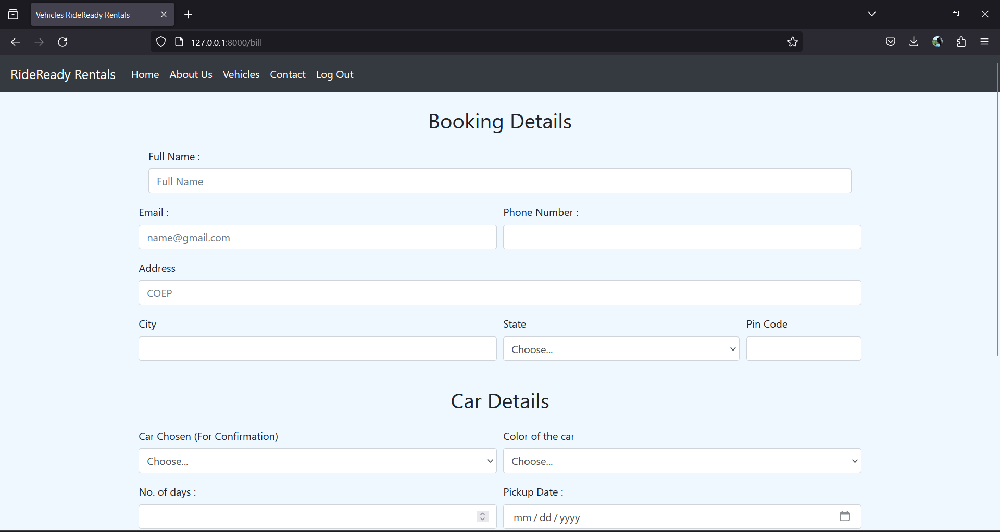 Vehicles RideReady Rentals
127.0.0.1:8000/bill
RideReady Rentals Home About Us Vehicles Contact Log Out
Booking Details
Full Name :
Full Name
Email : Phone Number :
name@gmail.com
Address
COEP
City State Pin Code
Choose...
Car Details
Car Chosen (For Confirmation) Color of the car
Choose... Choose...
No. of days : Pickup Date :
mm / dd / yyyy